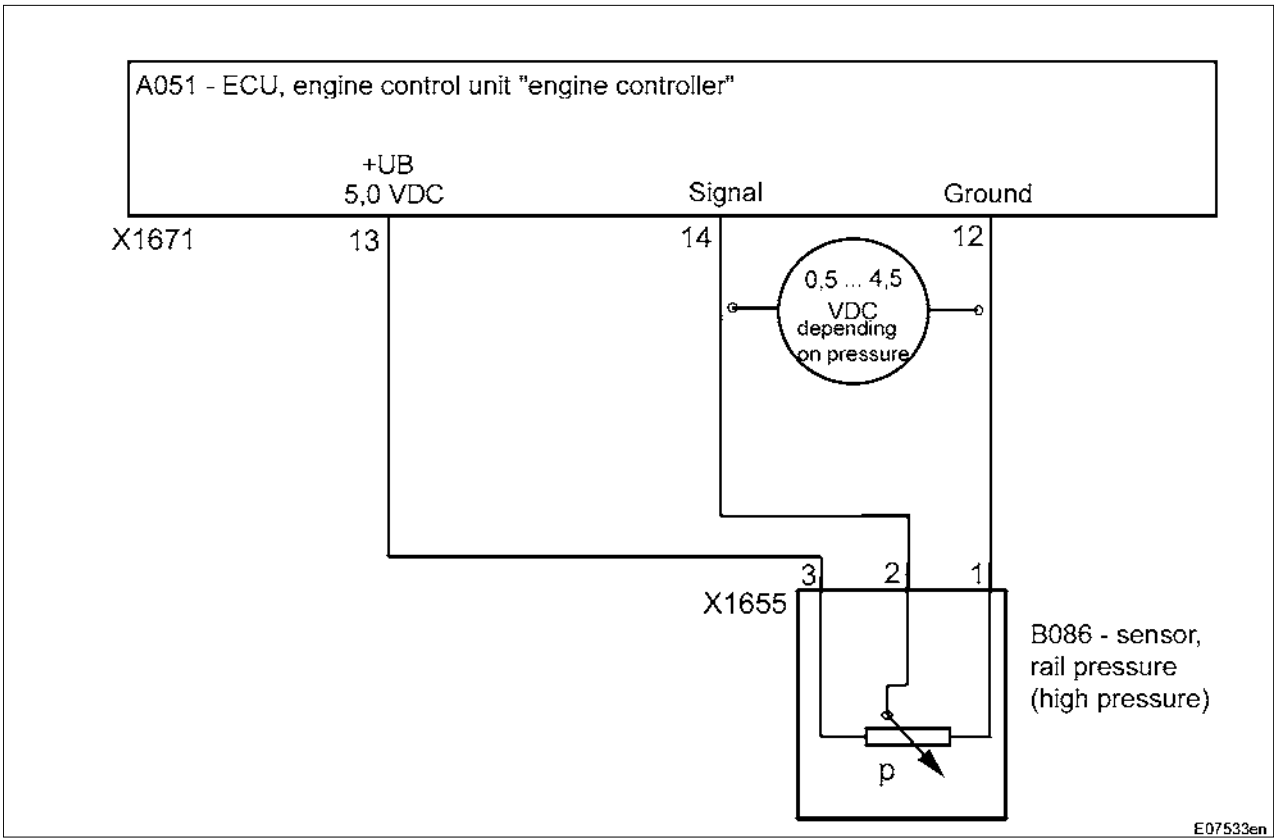 A051 - ECU, engine control unit "engine controller"
+UB
5,0 VDC
Signal
Ground
X1671
13
14
12
0,5 ... 4,5
VDC
depending
on pressure
3
2
1
X1655
B086 - sensor,
rail pressure
(high pressure)
p
E07533en